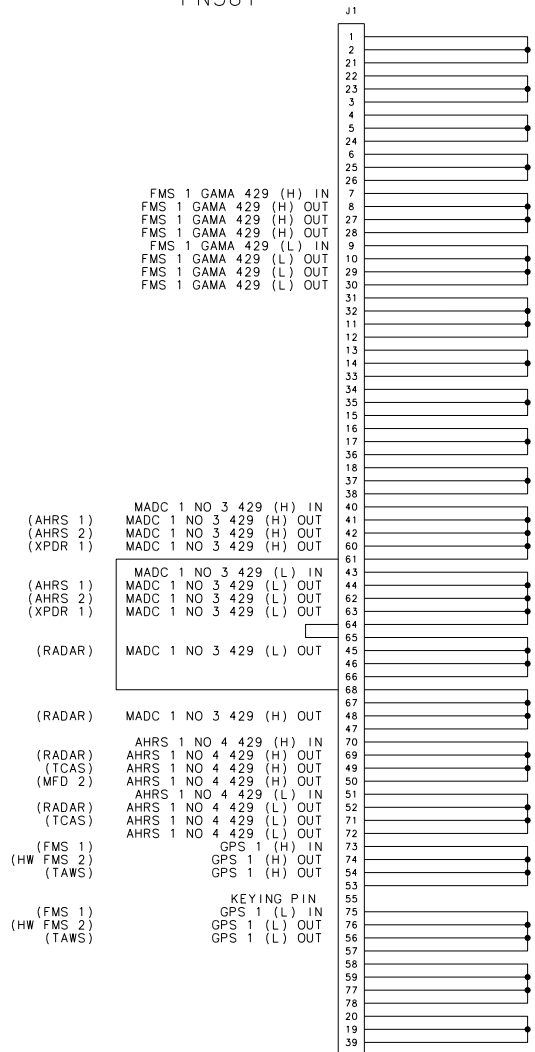 J1
1
2
21
22
23
3
4
5
24
6
25
26
FMS 1 GAMA 429 (H) IN 7
FMS 1 GAMA 429 (H) OUT 8
FMS 1 GAMA 429 (H) OUT 27
FMS 1 GAMA 429 (H) OUT 28
FMS 1 GAMA 429 (L) IN 9
FMS 1 GAMA 429 (L) OUT 10
FMS 1 GAMA 429 (L) OUT 29
FMS 1 GAMA 429 (L) OUT 30
31
32
11
12
13
14
33
34
35
15
16
17
36
18
37
38
MADC 1 NO 3 429 (H) IN 40
(AHRS 1) MADC 1 NO 3 429 (H) OUT 41
(AHRS 2) MADC 1 NO 3 429 (H) OUT 42
(XPDR 1) MADC 1 NO 3 429 (H) OUT 60
61
MADC 1 NO 3 429 (L) IN 43
(AHRS 1) MADC 1 NO 3 429 (L) OUT 44
(AHRS 2) MADC 1 NO 3 429 (L) OUT 62
(XPDR 1) MADC 1 NO 3 429 (L) OUT 63
64
65
(RADAR) MADC 1 NO 3 429 (L) OUT 45
46
66
68
67
(RADAR) MADC 1 NO 3 429 (H) OUT 48
47
AHRS 1 NO 4 429 (H) IN 70
(RADAR) AHRS 1 NO 4 429 (H) OUT 69
(TCAS) AHRS 1 NO 4 429 (H) OUT 49
(MFD 2) AHRS 1 NO 4 429 (H) OUT 50
AHRS 1 NO 4 429 (L) IN 51
(RADAR) AHRS 1 NO 4 429 (L) OUT 52
(TCAS) AHRS 1 NO 4 429 (L) OUT 71
AHRS 1 NO 4 429 (L) OUT 72
(FMS 1) GPS 1 (H) IN 73
(HW FMS 2) GPS 1 (H) OUT 74
(TAWS) GPS 1 (H) OUT 54
53
KEYING PIN 55
(FMS 1) GPS 1 (L) IN 75
(HW FMS 2) GPS 1 (L) OUT 76
(TAWS) GPS 1 (L) OUT 56
57
58
59
77
78
20
19
39